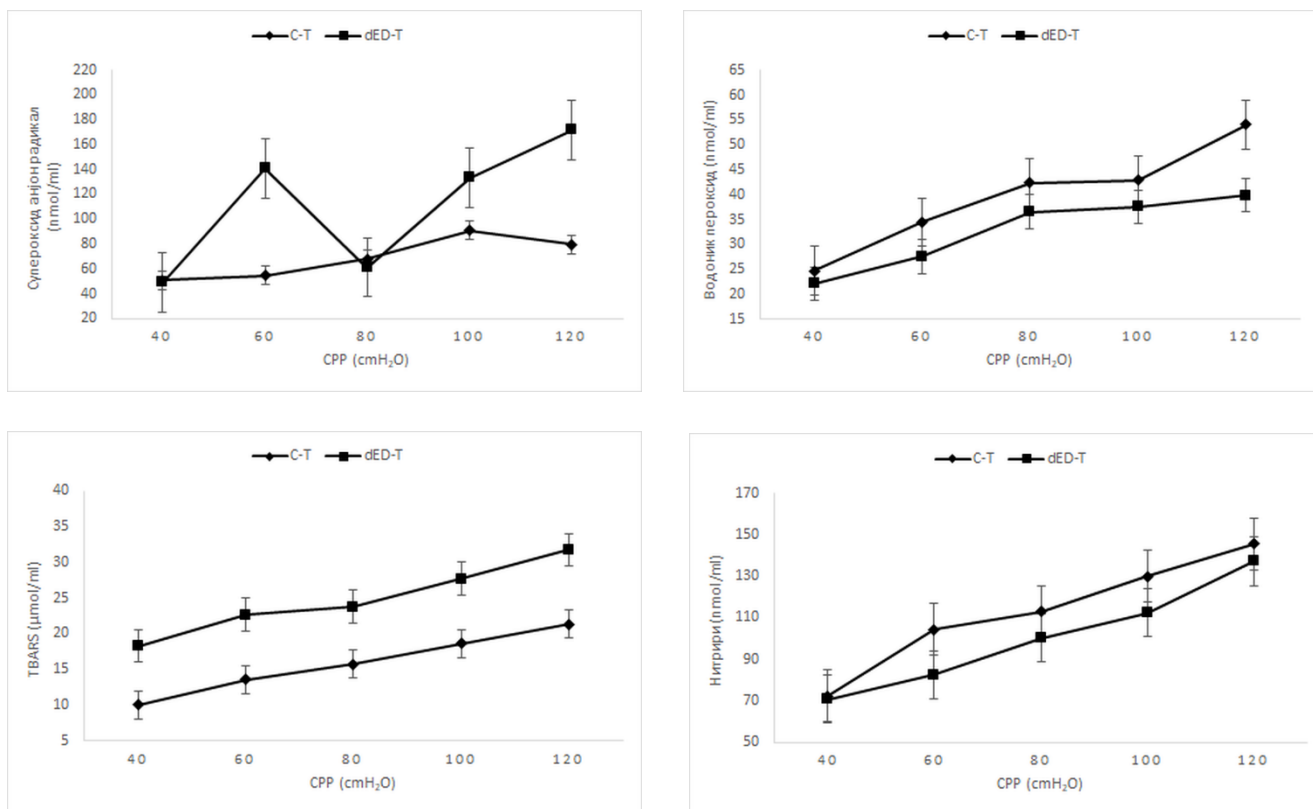 C-T dED-T
Супероксид анјон радикал
(nmol/ml)
220
200
180
160
140
120
100
80
60
40
20
40 60 80 100 120
CPP (cmH₂O)
C-T dED-T
Водоник пероксид (nmol/ml)
65
60
55
50
45
40
35
30
25
20
15
40 60 80 100 120
CPP (cmH₂O)
C-T dED-T
TBARS (μmol/ml)
40
35
30
25
20
15
10
5
40 60 80 100 120
CPP (cmH₂O)
C-T dED-T
Нигрири (nmol/ml)
170
150
130
110
90
70
50
40 60 80 100 120
CPP (cmH₂O)